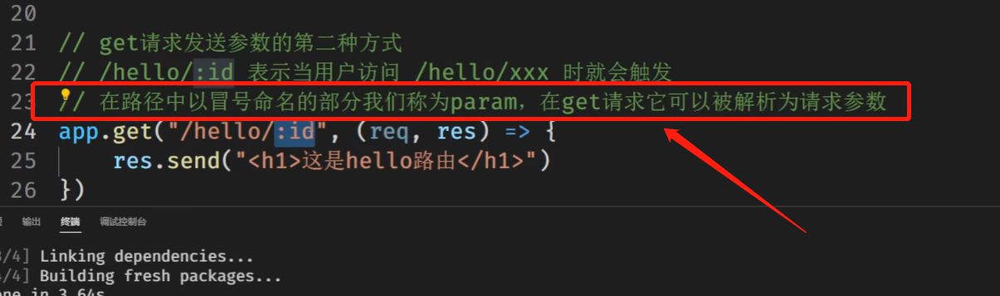 20
21 // get请求发送参数的第二种方式
22 // /hello/:id 表示当用户访问 /hello/xxx 时就会触发
23 // 在路径中以冒号命名的部分我们称为param，在get请求它可以被解析为请求参数
24 app.get("/hello/:id", (req, res) => {
25     res.send("<h1>这是hello路由</h1>")
26 })
输出 终端 调试控制台
/4] Linking dependencies...
/4] Building fresh packages...
one in 3.64s